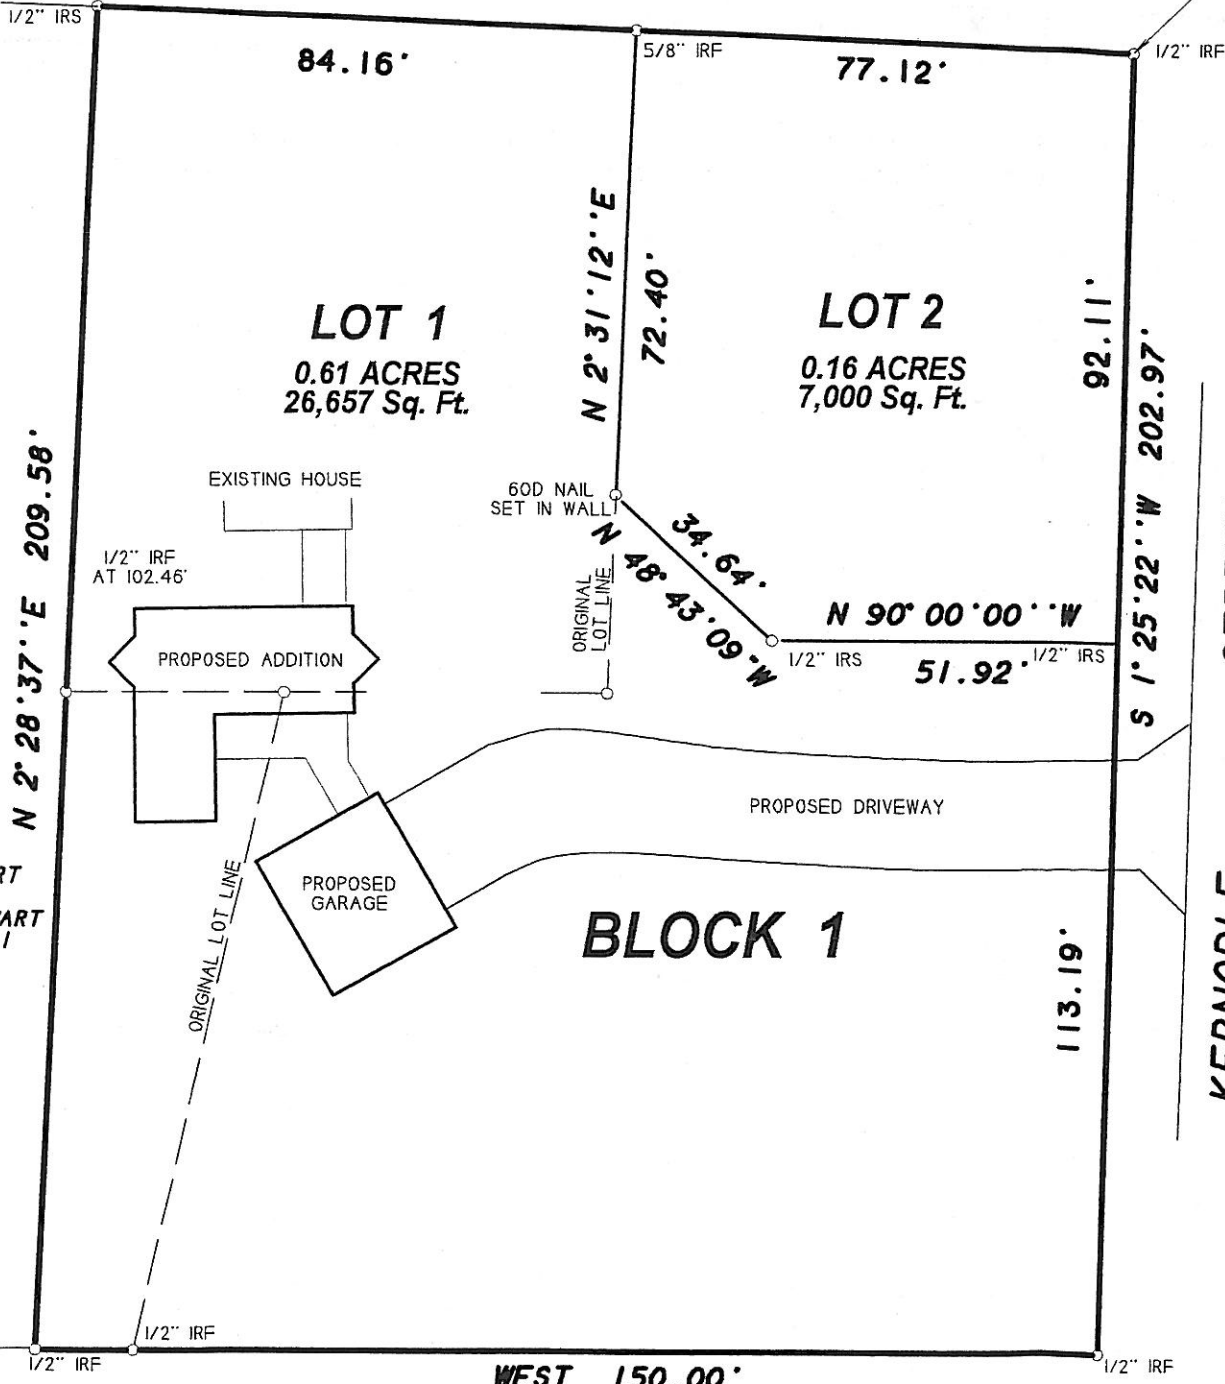 1/2" IRS
84.16'
5/8" IRF
77.12'
1/2" IRF
N 2°31'12''E
72.40'
LOT 1
0.61 ACRES
26,657 Sq. Ft.
LOT 2
0.16 ACRES
7,000 Sq. Ft.
92.11'
S 1°25'22''W 202.97'
N 2°28'37''E 209.58'
EXISTING HOUSE
60D NAIL
SET IN WALL
34.64'
N 48°43'09"W
1/2" IRF
AT 102.46'
ORIGINAL
LOT LINE
N 90°00'00''W
1/2" IRS
51.92'
1/2" IRS
PROPOSED ADDITION
PROPOSED DRIVEWAY
PROPOSED
GARAGE
ORIGINAL LOT LINE
BLOCK 1
113.19'
1/2" IRF
1/2" IRF
1/2" IRF
WEST 150.00'